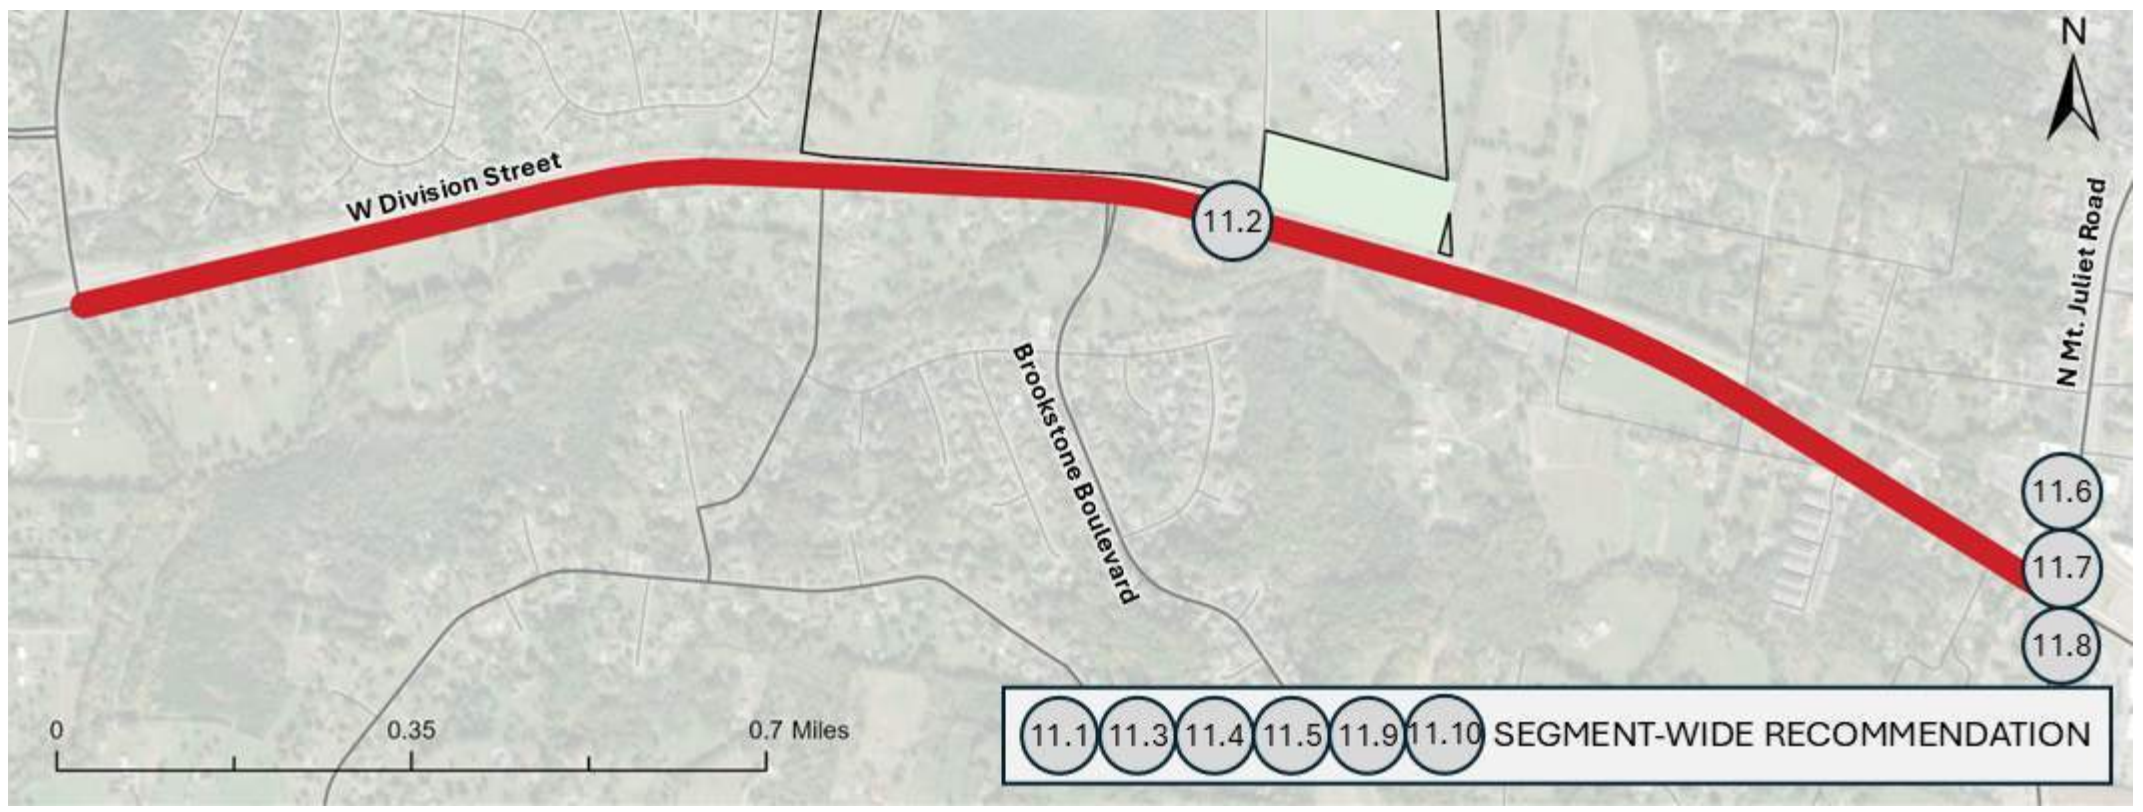 N
W Division Street
11.2
N Mt. Juliet Road
Brookstone Boulevard
11.6
11.7
11.8
0 0.35 0.7 Miles
11.1 11.3 11.4 11.5 11.9 11.10 SEGMENT-WIDE RECOMMENDATION